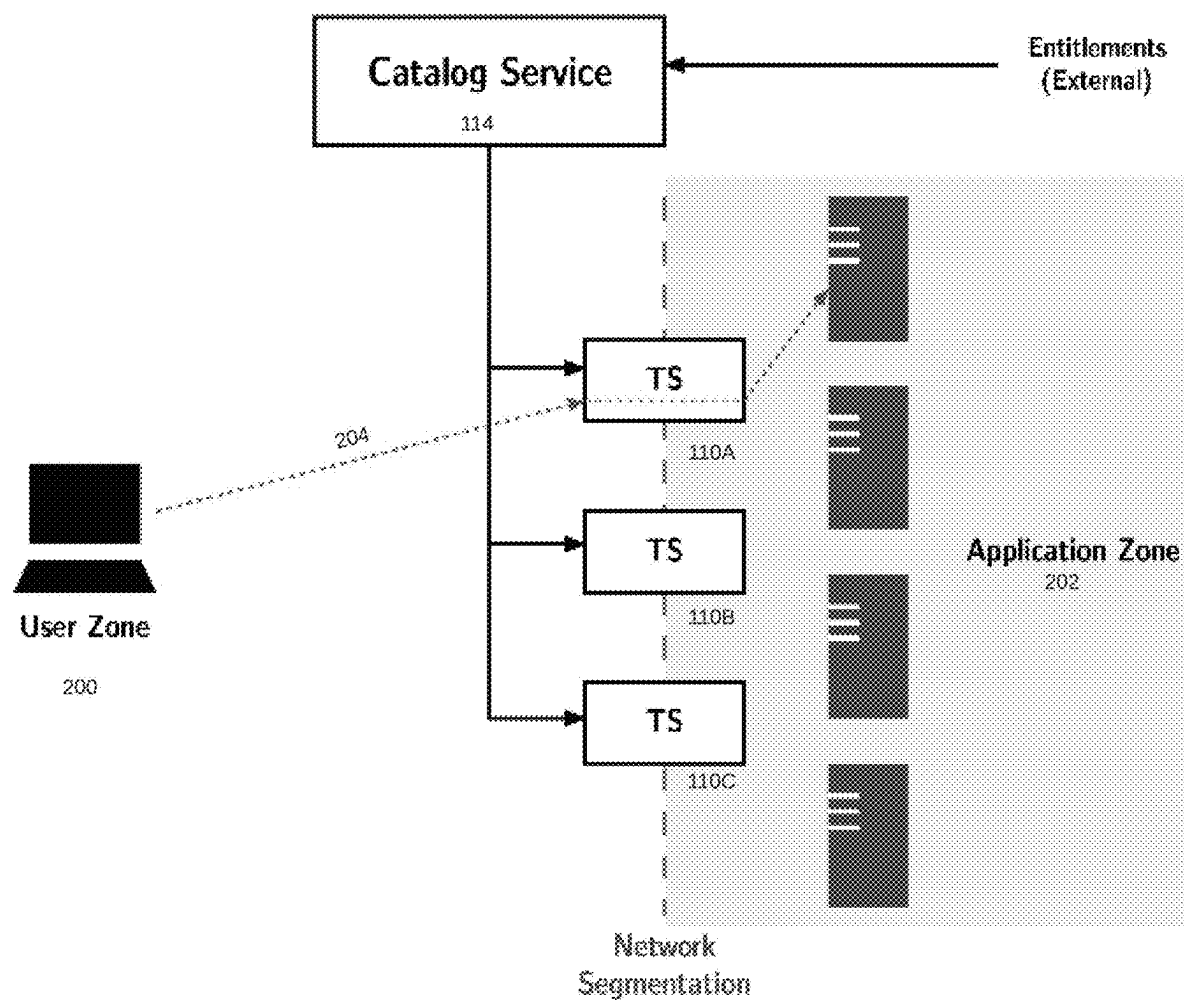 Catalog Service
114
Entitlements
(External)
TS
204
110A
TS
Application Zone
202
110B
User Zone
200
TS
110C
Network
Segmentation